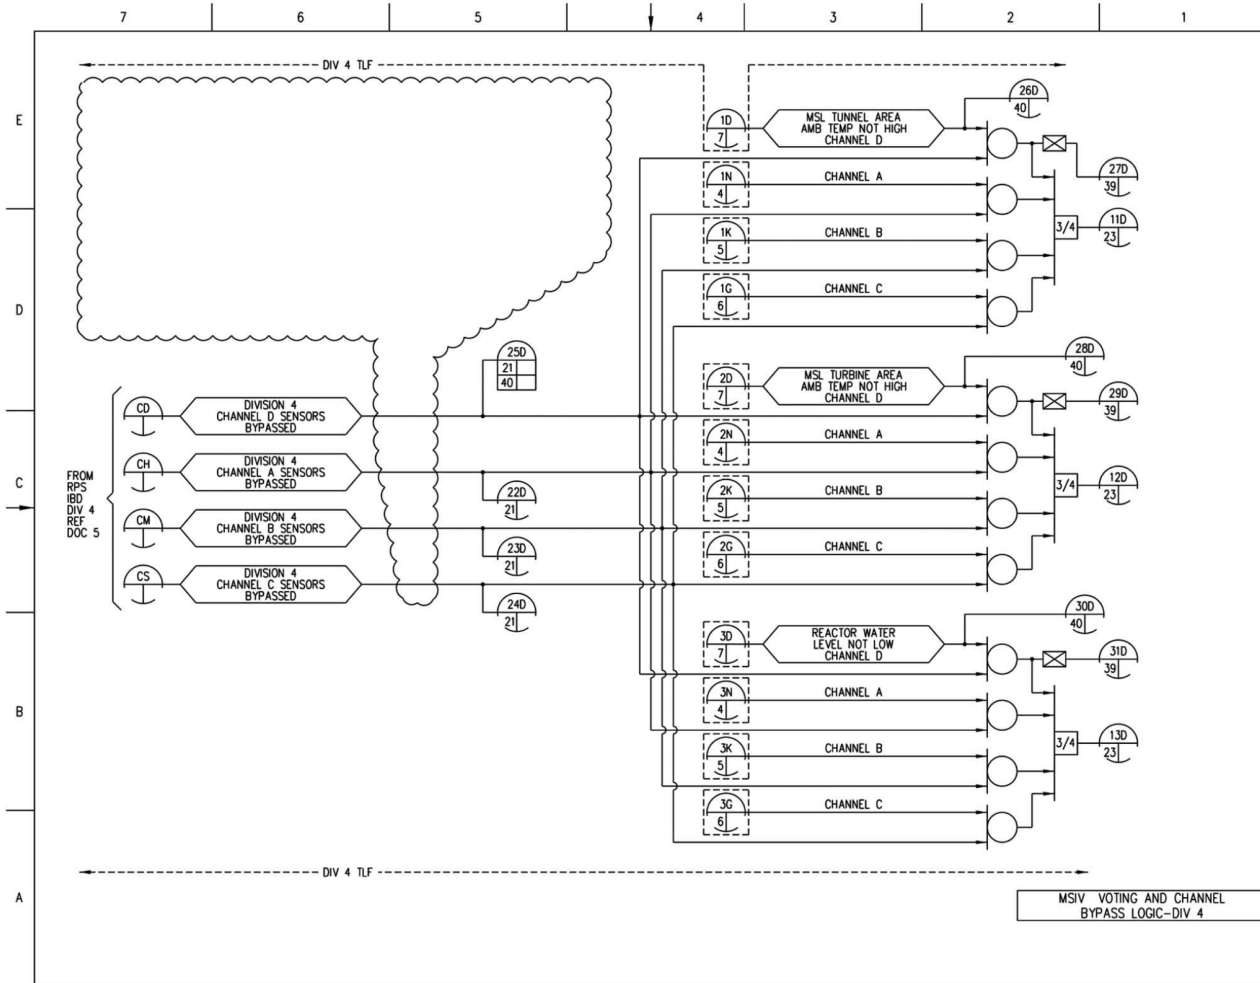 7 6 5 4 3 2 1
E
D
C
B
A
DIV 4 TLF
26D
40
1D
7
MSL TUNNEL AREA
AMB TEMP NOT HIGH
CHANNEL D
27D
39
1N
4
CHANNEL A
11D
23
3/4
1K
5
CHANNEL B
1G
6
CHANNEL C
25D
21
40
28D
40
2D
7
MSL TURBINE AREA
AMB TEMP NOT HIGH
CHANNEL D
29D
39
CD
DIVISION 4
CHANNEL D SENSORS
BYPASSED
2N
4
CHANNEL A
FROM
RPS
IBD
DIV 4
REF
DOC 5
CH
DIVISION 4
CHANNEL A SENSORS
BYPASSED
22D
21
2K
5
CHANNEL B
3/4
12D
23
CM
DIVISION 4
CHANNEL B SENSORS
BYPASSED
23D
21
2G
6
CHANNEL C
CS
DIVISION 4
CHANNEL C SENSORS
BYPASSED
24D
21
30D
40
3D
7
REACTOR WATER
LEVEL NOT LOW
CHANNEL D
31D
39
3N
4
CHANNEL A
3K
5
CHANNEL B
3/4
13D
23
3G
6
CHANNEL C
DIV 4 TLF
MSIV VOTING AND CHANNEL
BYPASS LOGIC-DIV 4